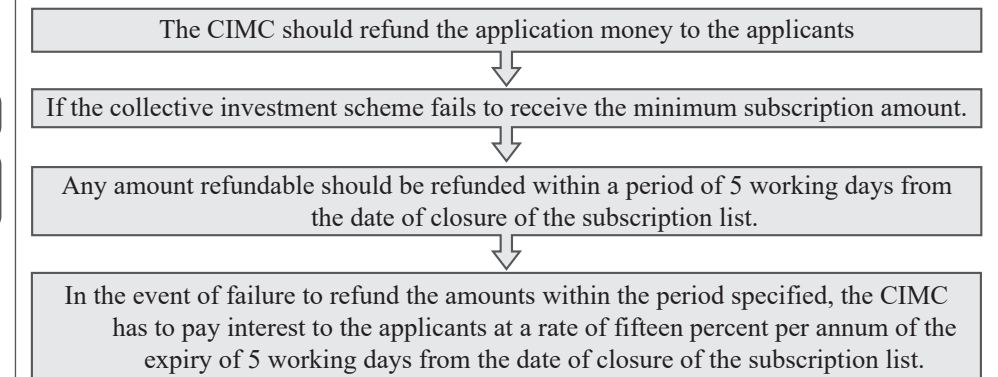 The CIMC should refund the application money to the applicants
If the collective investment scheme fails to receive the minimum subscription amount.
Any amount refundable should be refunded within a period of 5 working days from
the date of closure of the subscription list.
In the event of failure to refund the amounts within the period specified, the CIMC
has to pay interest to the applicants at a rate of fifteen percent per annum of the
expiry of 5 working days from the date of closure of the subscription list.